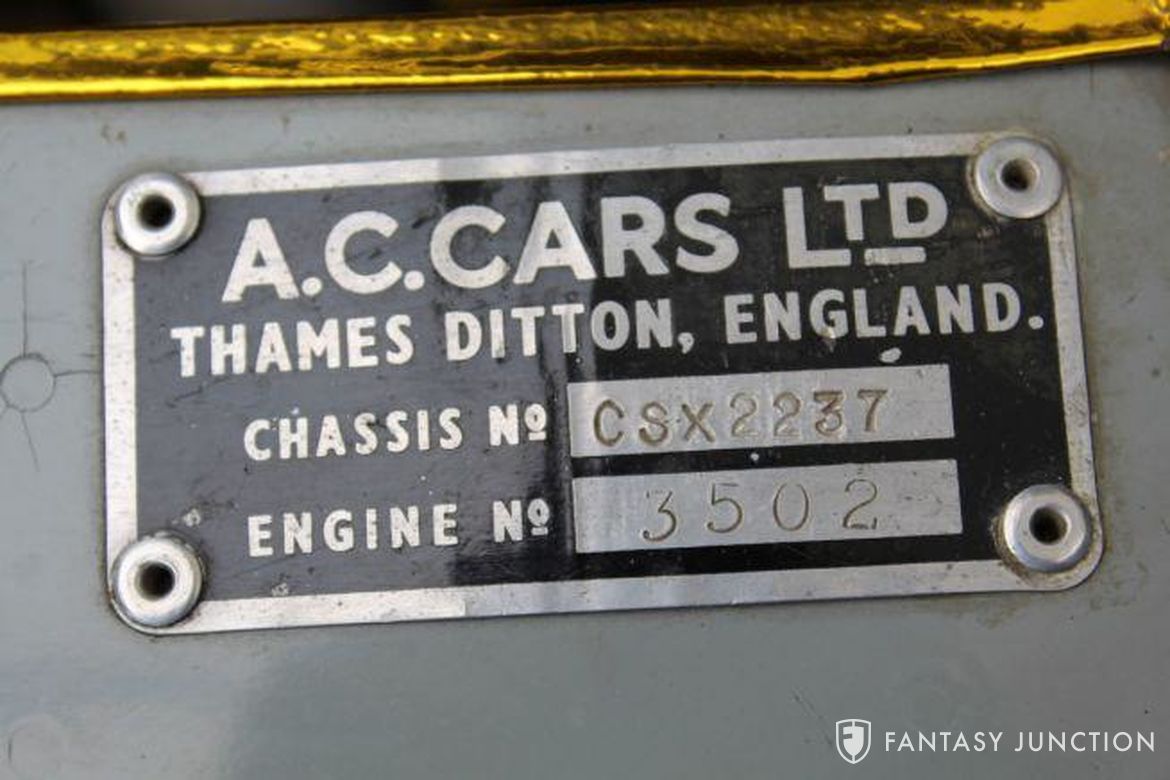 A.C.CARS LTD
THAMES DITTON, ENGLAND.
CHASSIS Nº CSX2237
ENGINE Nº 3502
FANTASY JUNCTION